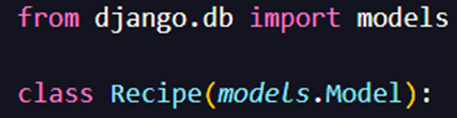 from django.db import models
class Recipe(models.Model):